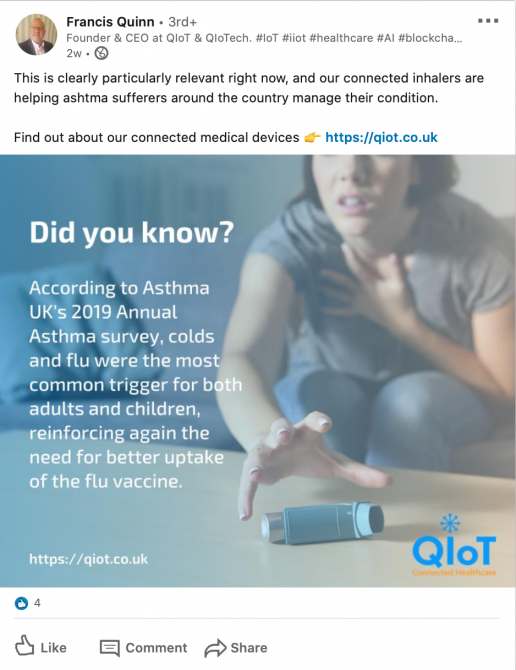 Francis Quinn • 3rd+
Founder & CEO at QIoT & QIoTech. #IoT #iiot #healthcare #AI #blockcha...
2w •
This is clearly particularly relevant right now, and our connected inhalers are
helping ashtma sufferers around the country manage their condition.
Find out about our connected medical devices 👉 https://qiot.co.uk
Did you know?
According to Asthma
UK's 2019 Annual
Asthma survey, colds
and flu were the most
common trigger for both
adults and children,
reinforcing again the
need for better uptake
of the flu vaccine.
https://qiot.co.uk
QIoT
Connected Healthcare
4
Like
Comment
Share